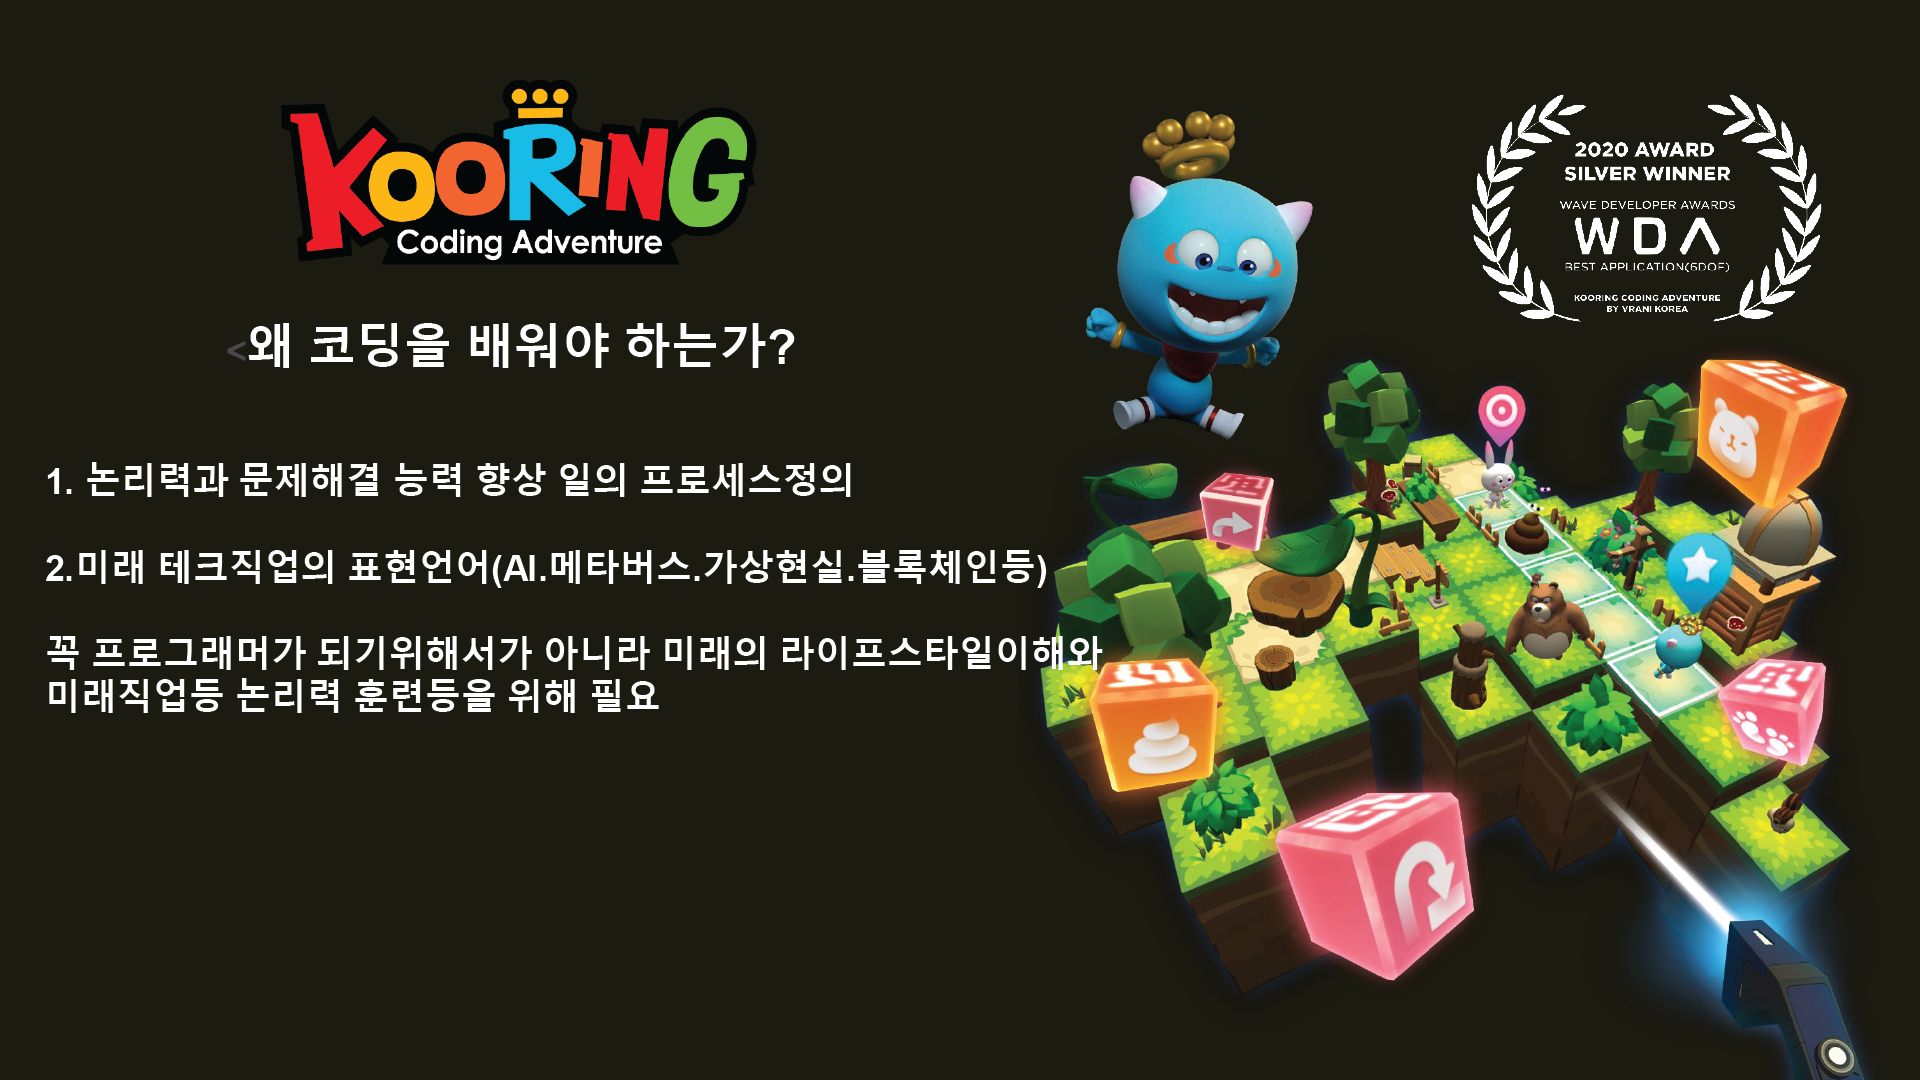 KOORING
Coding Adventure
2020 AWARD
SILVER WINNER
WAVE DEVELOPER AWARDS
WDA
BEST APPLICATION(6DOF)
KOORING CODING ADVENTURE
BY VRANI KOREA
<왜 코딩을 배워야 하는가?
1. 논리력과 문제해결 능력 향상 일의 프로세스정의
2.미래 테크직업의 표현언어(AI.메타버스.가상현실.블록체인등)
꼭 프로그래머가 되기위해서가 아니라 미래의 라이프스타일이해와
미래직업등 논리력 훈련등을 위해 필요